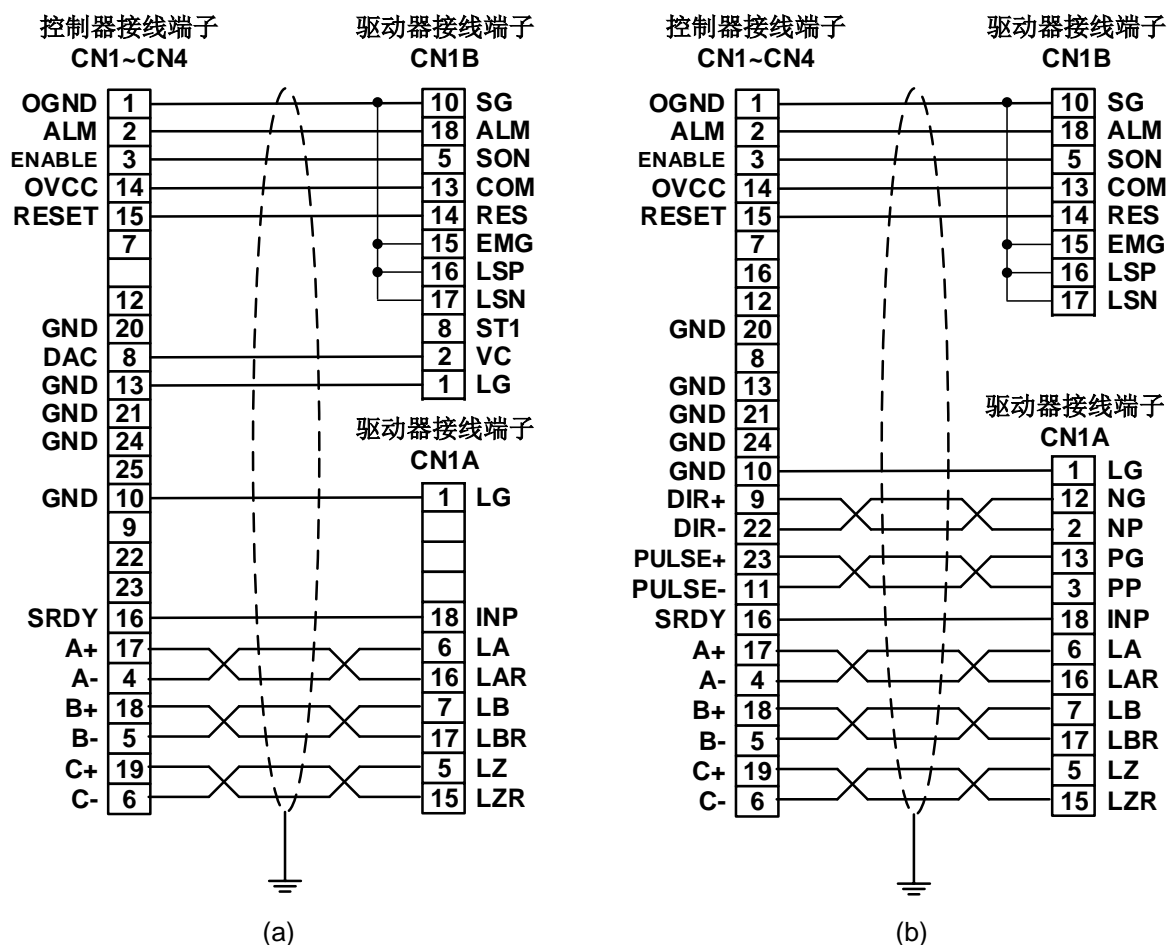 控制器接线端子 驱动器接线端子
CN1~CN4 CN1B
OGND 1 10 SG
ALM 2 18 ALM
ENABLE 3 5 SON
OVCC 14 13 COM
RESET 15 14 RES
7 15 EMG
16 LSP
12 17 LSN
GND 20 8 ST1
DAC 8 2 VC
GND 13 1 LG
GND 21
驱动器接线端子
GND 24
CN1A
25
GND 10 1 LG
9
22
23
SRDY 16 18 INP
A+ 17 6 LA
A- 4 16 LAR
B+ 18 7 LB
B- 5 17 LBR
C+ 19 5 LZ
C- 6 15 LZR
(a)
控制器接线端子 驱动器接线端子
CN1~CN4 CN1B
OGND 1 10 SG
ALM 2 18 ALM
ENABLE 3 5 SON
OVCC 14 13 COM
RESET 15 14 RES
7 15 EMG
16 16 LSP
12 17 LSN
GND 20
8
GND 13
驱动器接线端子
GND 21
CN1A
GND 24
GND 10 1 LG
DIR+ 9 12 NG
DIR- 22 2 NP
PULSE+ 23 13 PG
PULSE- 11 3 PP
SRDY 16 18 INP
A+ 17 6 LA
A- 4 16 LAR
B+ 18 7 LB
B- 5 17 LBR
C+ 19 5 LZ
C- 6 15 LZR
(b)